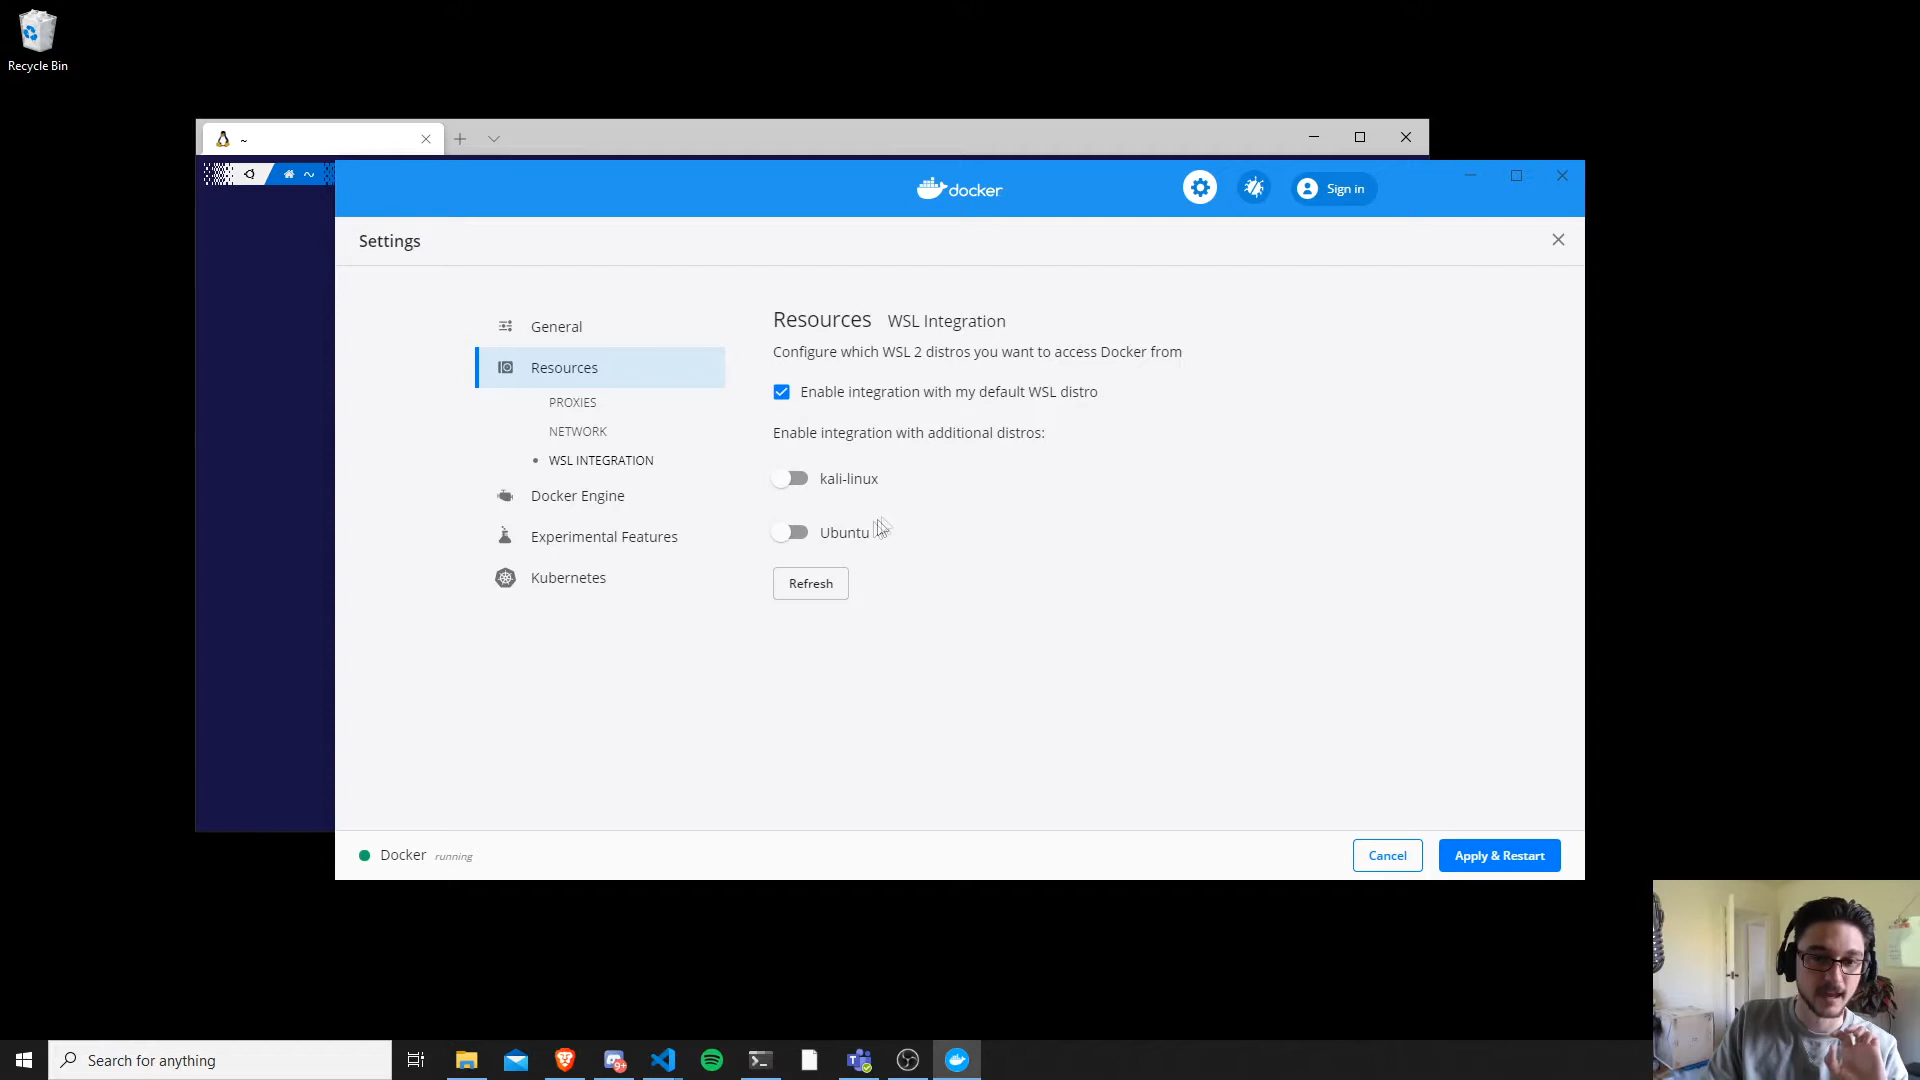 Recycle Bin
~
~
docker
Sign in
Settings
General
Resources
PROXIES
NETWORK
WSL INTEGRATION
Docker Engine
Experimental Features
Kubernetes
Resources WSL Integration
Configure which WSL 2 distros you want to access Docker from
Enable integration with my default WSL distro
Enable integration with additional distros:
kali-linux
Ubuntu
Refresh
Docker running
Cancel
Apply & Restart
Search for anything
9+